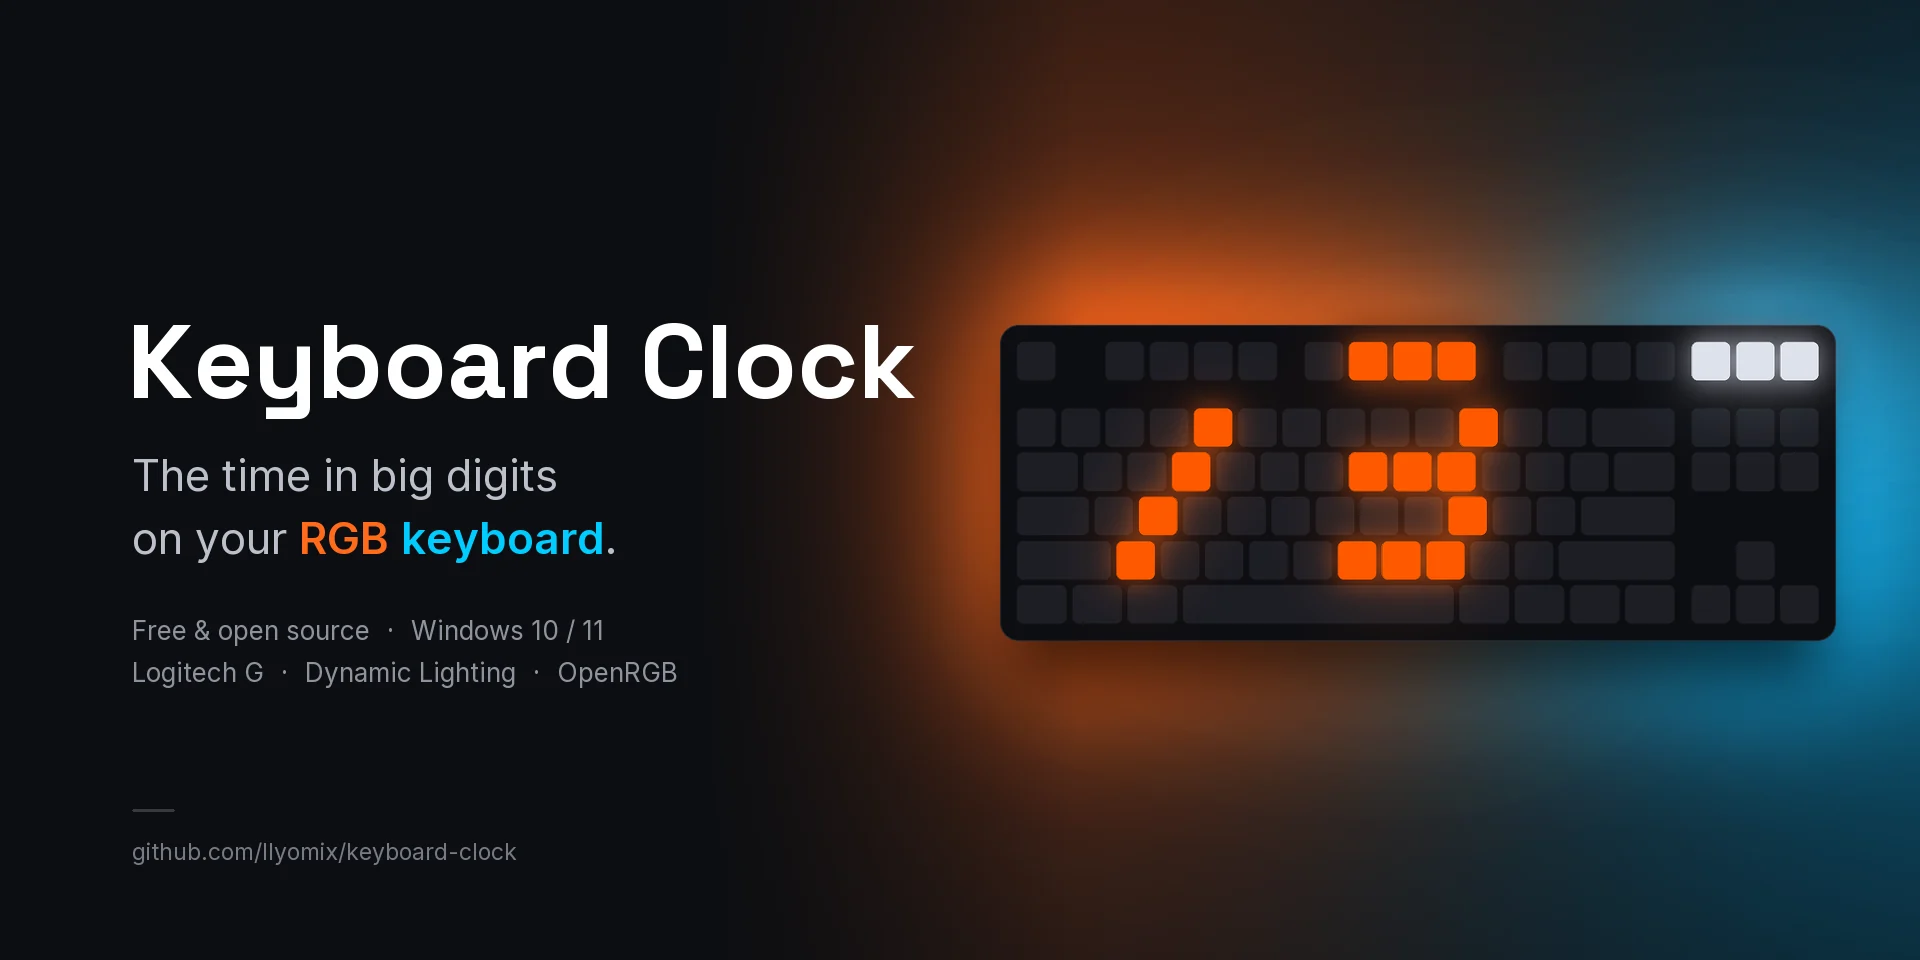 Keyboard Clock
The time in big digits
on your RGB keyboard.
Free & open source · Windows 10 / 11
Logitech G · Dynamic Lighting · OpenRGB
github.com/llyomix/keyboard-clock